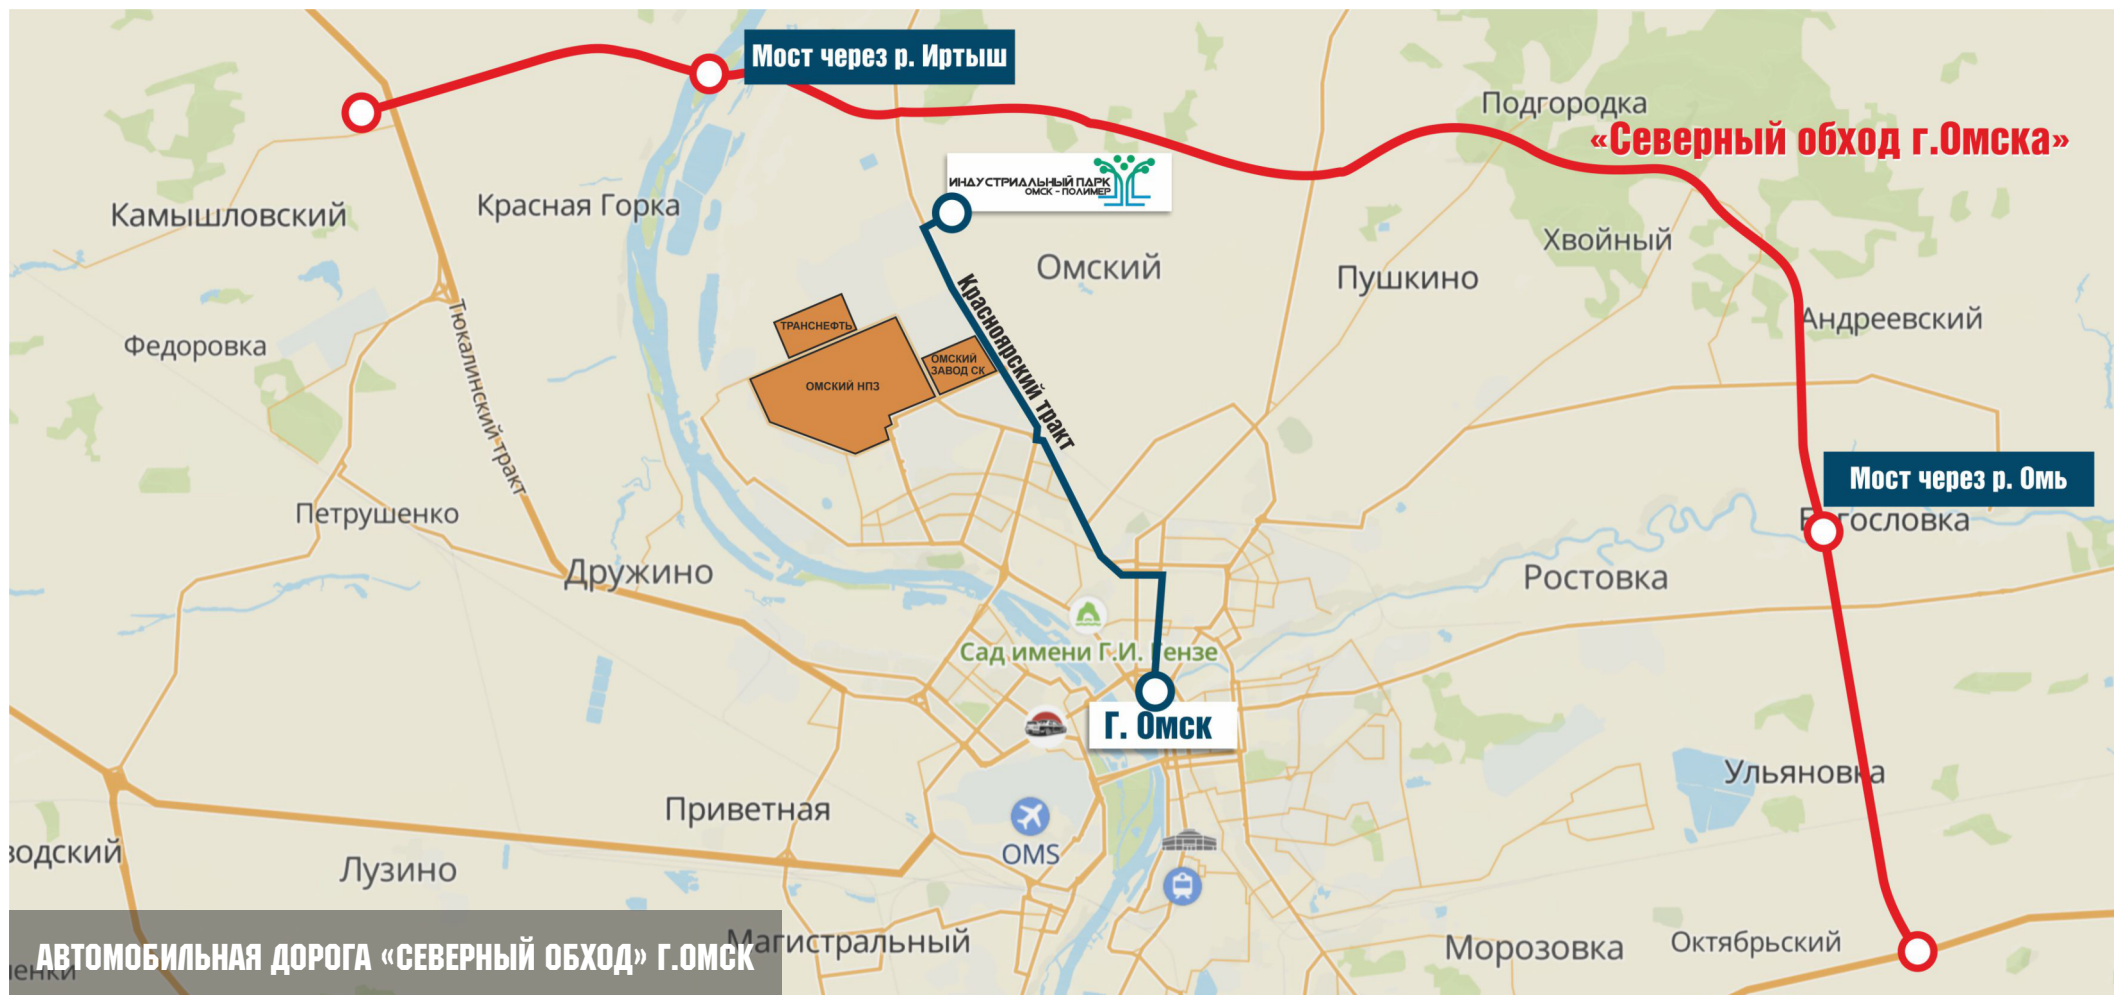 Мост через р. Иртыш
Подгородка
«Северный обход г.Омска»
ИНДУСТРИАЛЬНЫЙ ПАРК
ОМСК - ПОЛИМЕР
Камышловский
Красная Горка
Омский
Хвойный
Пушкино
Андреевский
Тюкалинский тракт
Красноярский тракт
Федоровка
ТРАНСНЕФТЬ
ОМСКИЙ
ЗАВОД СК
ОМСКИЙ НПЗ
Мост через р. Омь
Петрушенко
Богословка
Дружино
Ростовка
Сад имени Г.И. Гензе
Г. Омск
Ульяновка
Приветная
OMS
водский
Лузино
Магистральный
Морозовка
Октябрьский
АВТОМОБИЛЬНАЯ ДОРОГА «СЕВЕРНЫЙ ОБХОД» Г.ОМСК
ленки